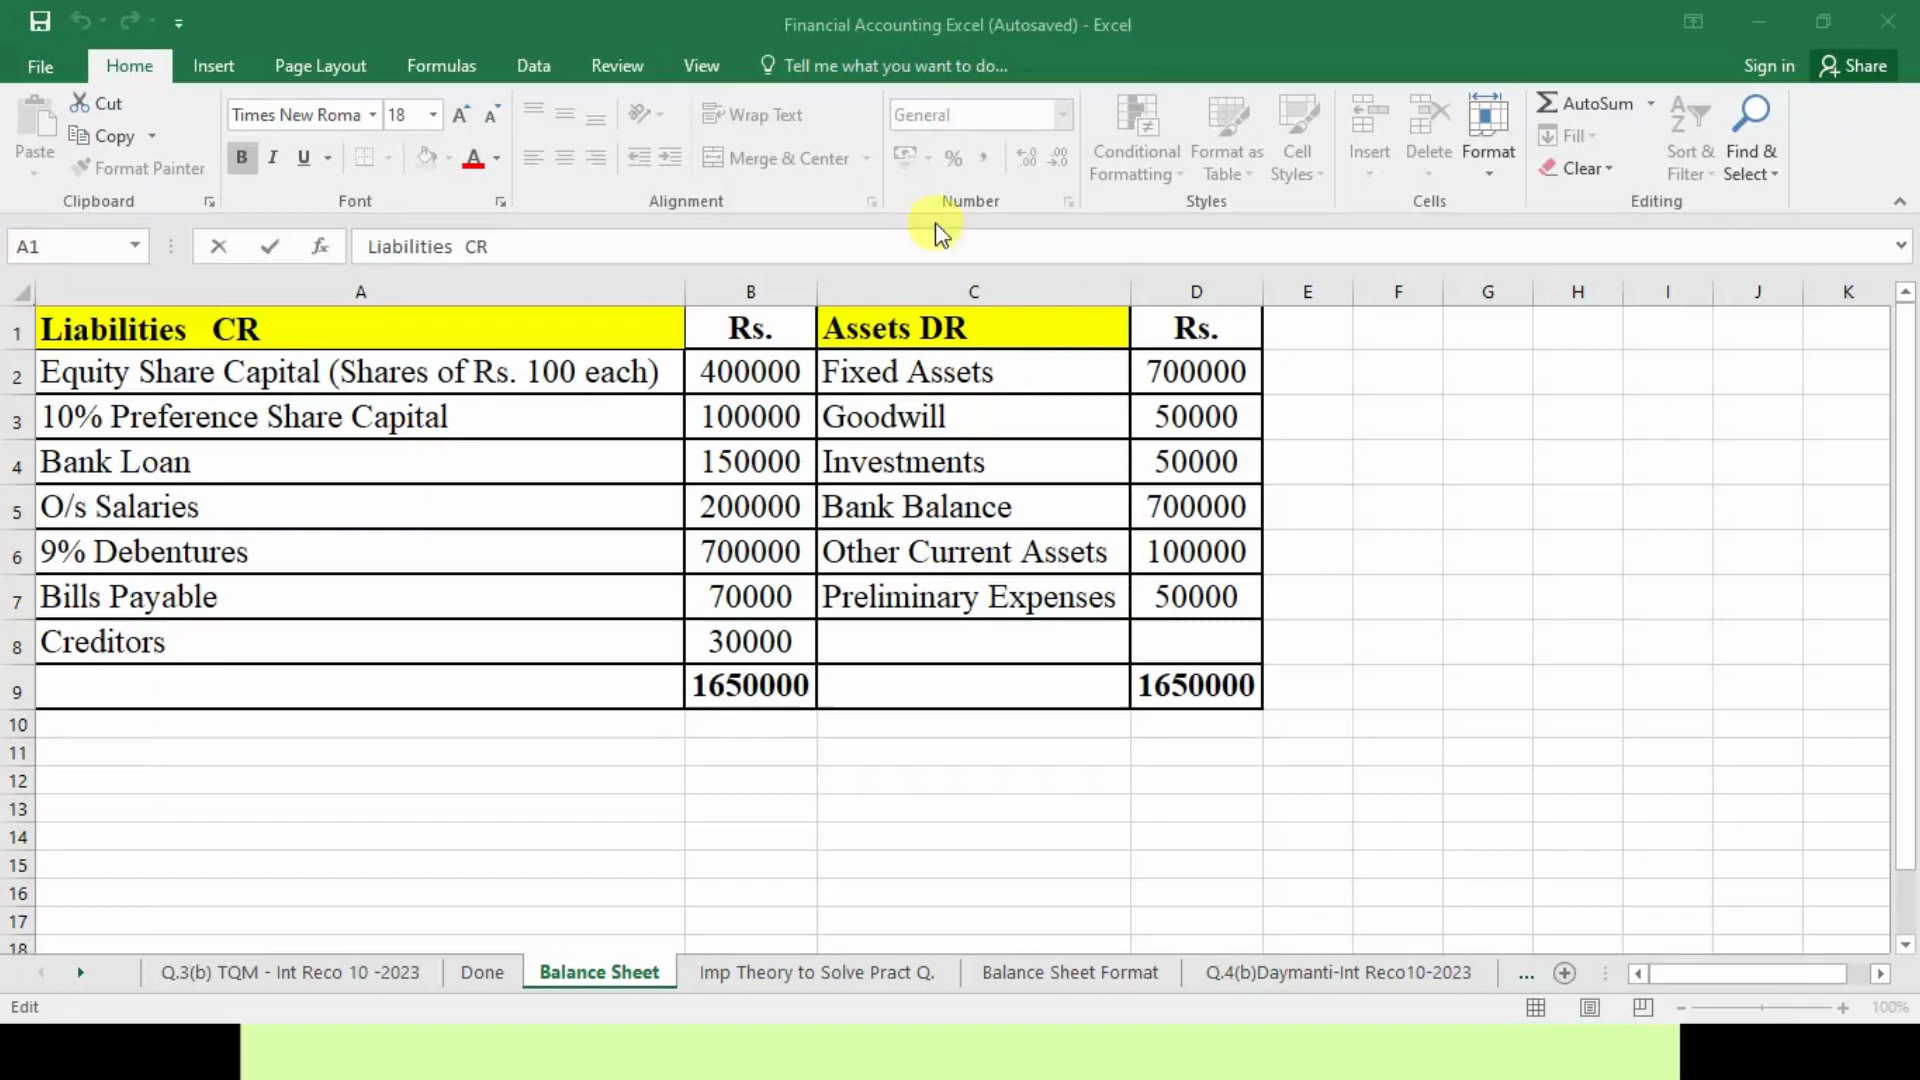 Financial Accounting Excel (Autosaved) - Excel
File Home Insert Page Layout Formulas Data Review View Tell me what you want to do... Sign in Share
Paste
Cut
Copy
Format Painter
Clipboard
Times New Roma 18
B I U
Font
Wrap Text
Merge & Center
Alignment
General
%
Number
Conditional Formatting
Format as Table
Cell Styles
Styles
Insert Delete Format
Cells
AutoSum
Fill
Clear
Sort & Filter
Find & Select
Editing
A1 fx Liabilities CR
A B C D E F G H I J K
1 Liabilities CR Rs. Assets DR Rs.
2 Equity Share Capital (Shares of Rs. 100 each) 400000 Fixed Assets 700000
3 10% Preference Share Capital 100000 Goodwill 50000
4 Bank Loan 150000 Investments 50000
5 O/s Salaries 200000 Bank Balance 700000
6 9% Debentures 700000 Other Current Assets 100000
7 Bills Payable 70000 Preliminary Expenses 50000
8 Creditors 30000
9 1650000 1650000
10
11
12
13
14
15
16
17
18
Q.3(b) TQM - Int Reco 10 -2023 Done Balance Sheet Imp Theory to Solve Pract Q. Balance Sheet Format Q.4(b)Daymanti-Int Reco10-2023 ...
Edit 100%